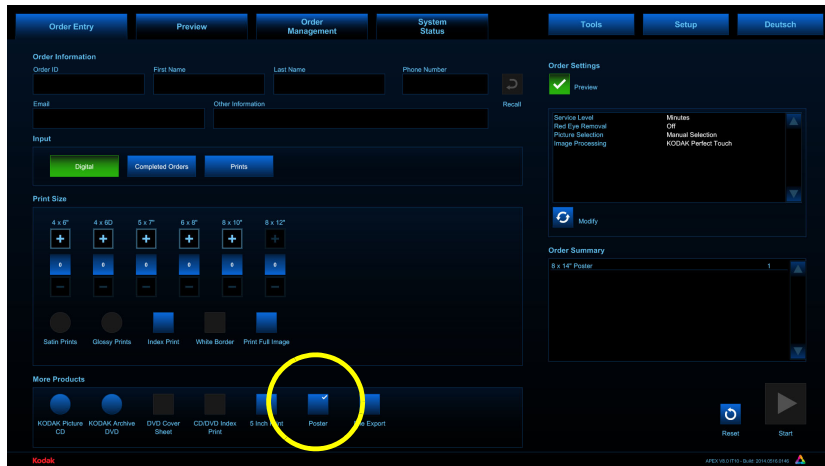 Order Entry
Preview
Order
Management
System
Status
Tools
Setup
Deutsch
Order Information
Order ID
First Name
Last Name
Phone Number
Email
Other Information
Recall
Input
Digital
Completed Orders
Prints
Print Size
4 x 6" 4 x 6D 5 x 7" 6 x 8" 8 x 10" 8 x 12"
0 0 0 0 0 0
Satin Prints
Glossy Prints
Index Print
White Border
Print Full Image
More Products
KODAK Picture
CD
KODAK Archive
DVD
DVD Cover
Sheet
CD/DVD Index
Print
5 Inch
Poster
Export
Order Settings
Preview
Service Level Minutes
Red Eye Removal Off
Picture Selection Manual Selection
Image Processing KODAK Perfect Touch
Modify
Order Summary
8 x 14" Poster 1
Reset
Start
Kodak